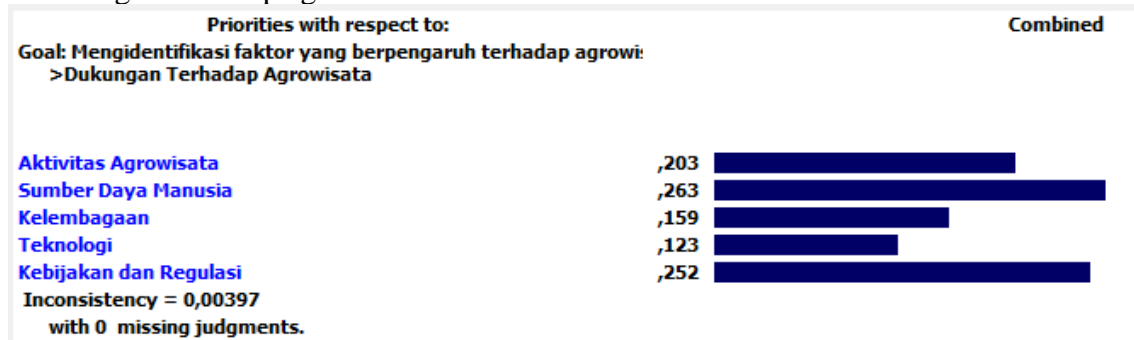 Priorities with respect to: Combined
Goal: Mengidentifikasi faktor yang berpengaruh terhadap agrowi
>Dukungan Terhadap Agrowisata
Aktivitas Agrowisata ,203
Sumber Daya Manusia ,263
Kelembagaan ,159
Teknologi ,123
Kebijakan dan Regulasi ,252
Inconsistency = 0,00397
with 0 missing judgments.